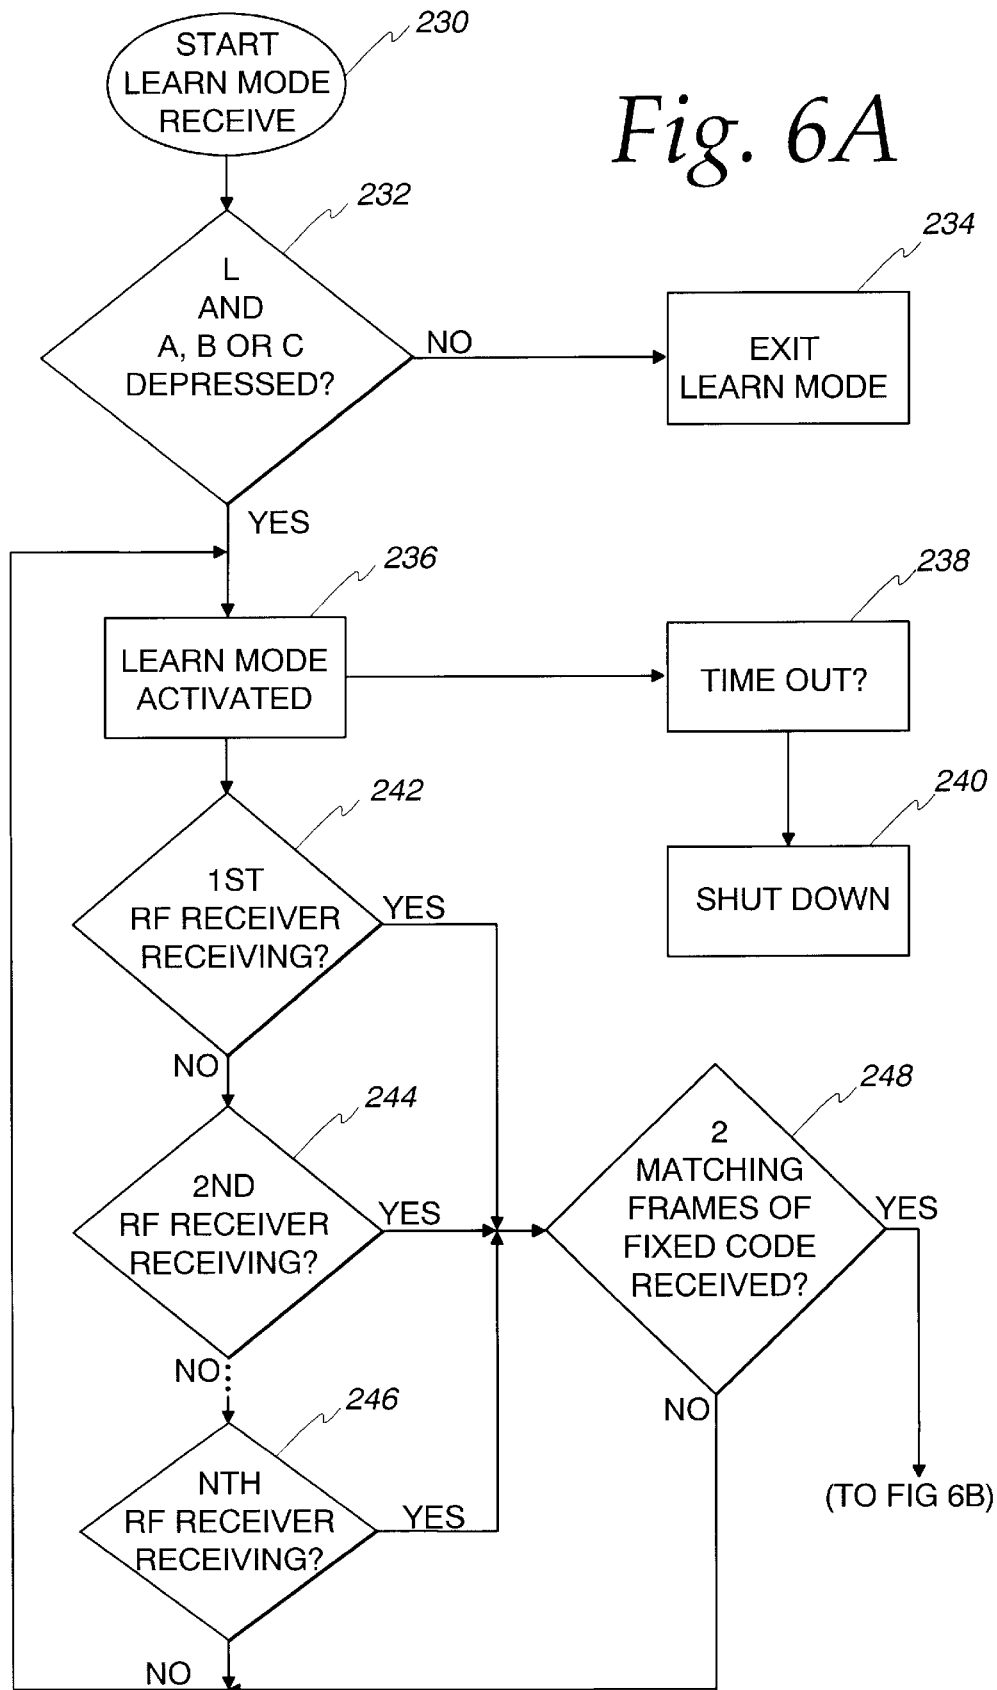 230
START
LEARN MODE
RECEIVE
Fig. 6A
232
L
AND
A, B OR C
DEPRESSED?
NO
234
EXIT
LEARN MODE
YES
236
LEARN MODE
ACTIVATED
238
TIME OUT?
240
SHUT DOWN
242
1ST
RF RECEIVER
RECEIVING?
YES
NO
244
2ND
RF RECEIVER
RECEIVING?
YES
NO
246
NTH
RF RECEIVER
RECEIVING?
YES
NO
248
2
MATCHING
FRAMES OF
FIXED CODE
RECEIVED?
YES
NO
(TO FIG 6B)